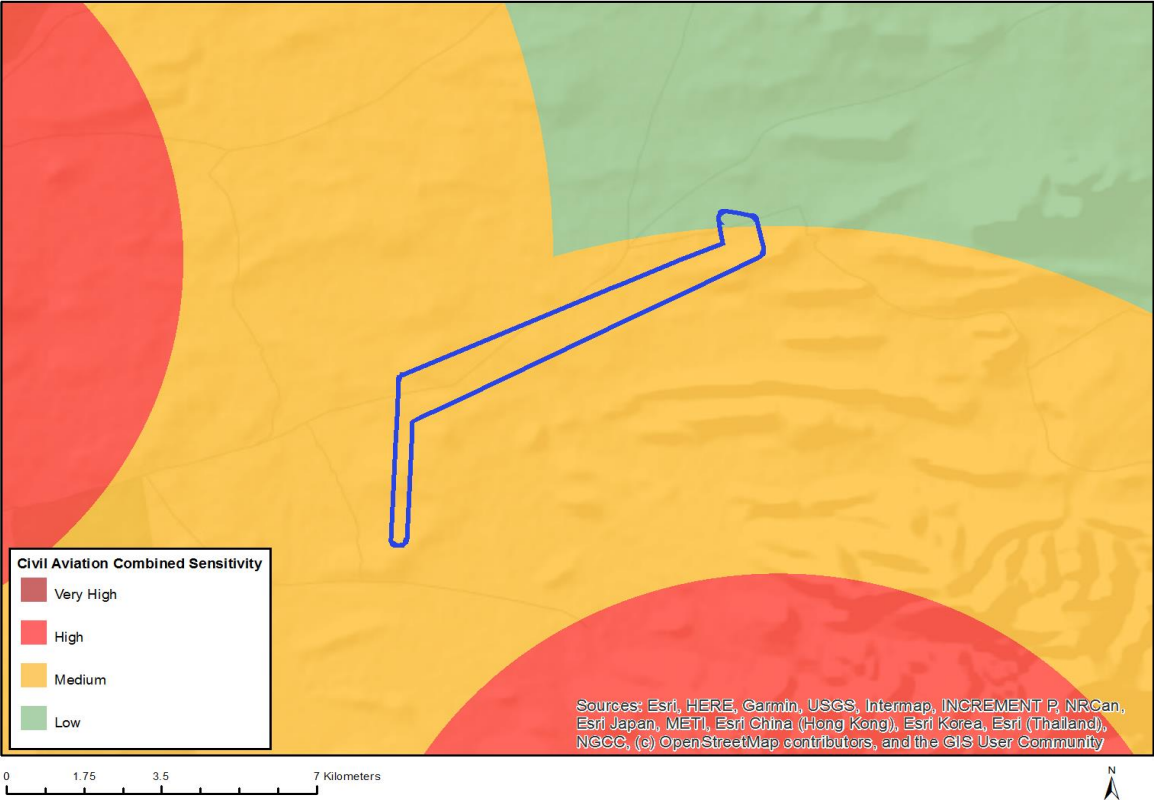 Civil Aviation Combined Sensitivity
Very High
High
Medium
Low
Sources: Esri, HERE, Garmin, USGS, Intermap, INCREMENT P, NRCan,
Esri Japan, METI, Esri China (Hong Kong), Esri Korea, Esri (Thailand),
NGCC, (c) OpenStreetMap contributors, and the GIS User Community
0 1.75 3.5 7 Kilometers
N